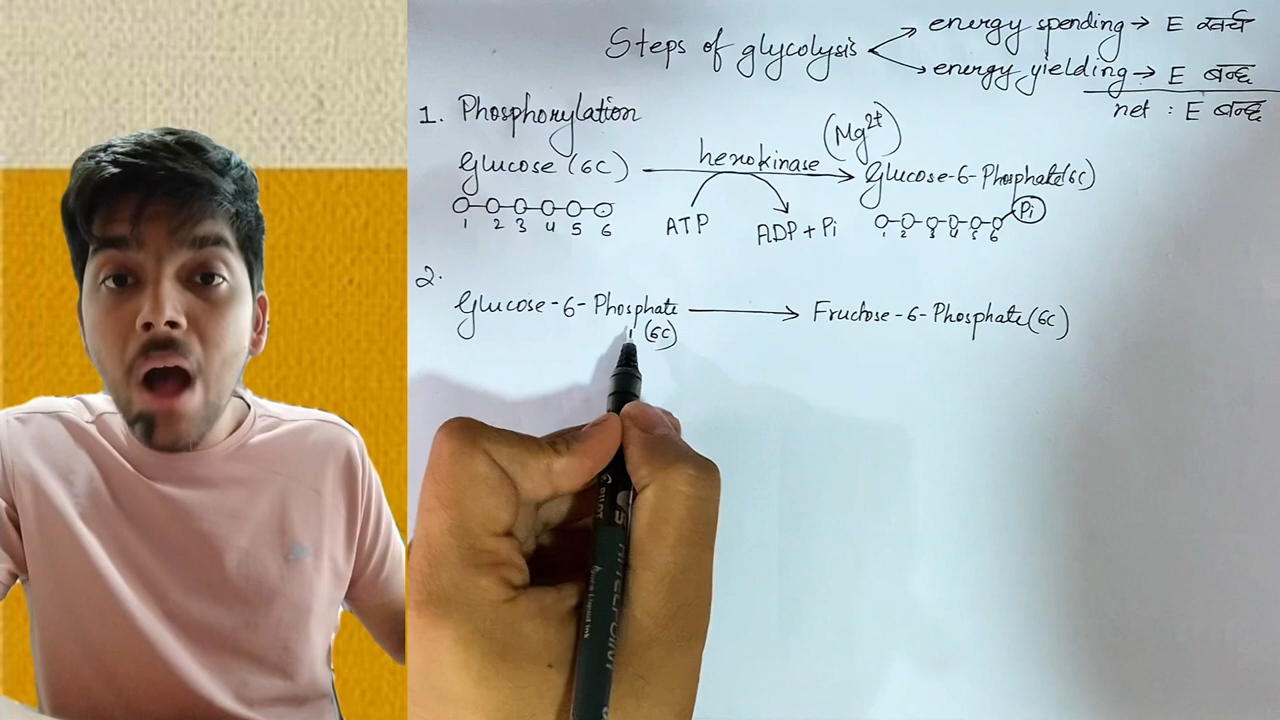 Steps of glycolysis
energy spending → E खर्च
energy yielding → E बन्छ
net : E बन्छ
1. Phosphorylation
Glucose (6C) hexokinase (Mg2+) Glucose-6-Phosphate(6C)
1 2 3 4 5 6
ATP ADP + Pi
Pi
1 2 3 4 5 6
2.
Glucose-6-Phosphate (6C) → Fructose-6-Phosphate(6C)
PILOT